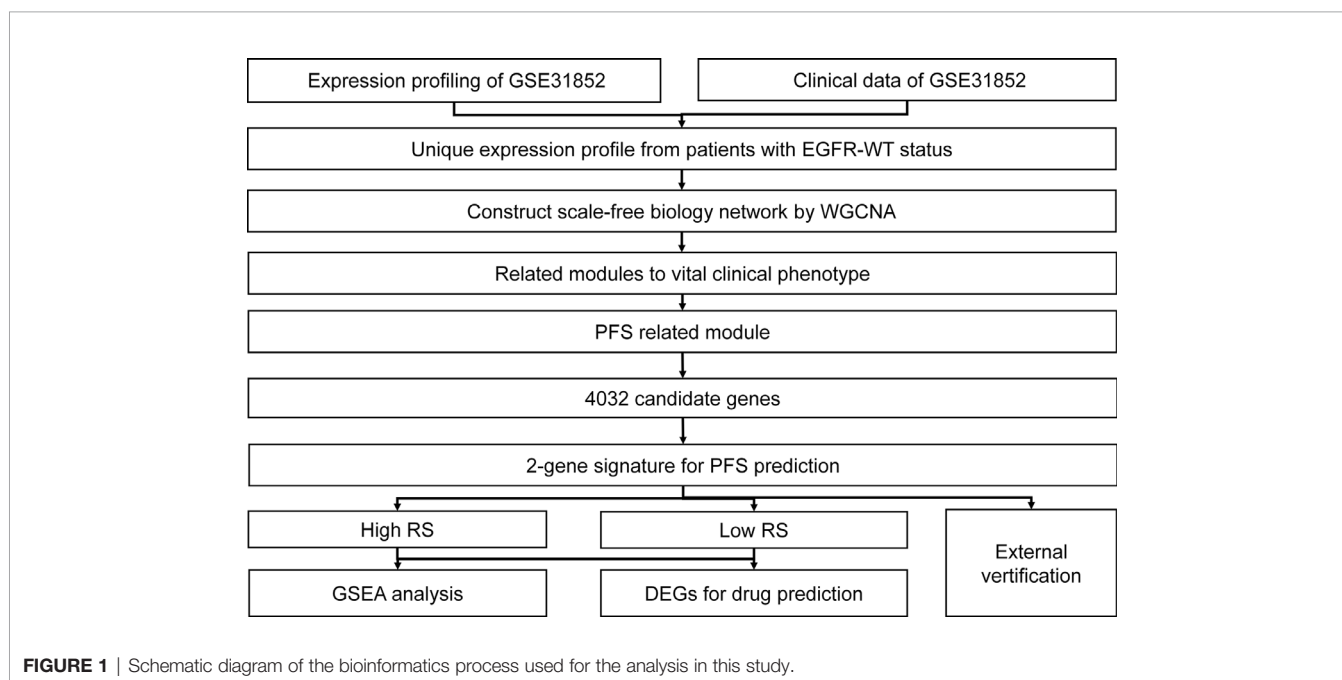 Expression profiling of GSE31852
Clinical data of GSE31852
Unique expression profile from patients with EGFR-WT status
Construct scale-free biology network by WGCNA
Related modules to vital clinical phenotype
PFS related module
4032 candidate genes
2-gene signature for PFS prediction
High RS
Low RS
External
vertification
GSEA analysis
DEGs for drug prediction
FIGURE 1 | Schematic diagram of the bioinformatics process used for the analysis in this study.